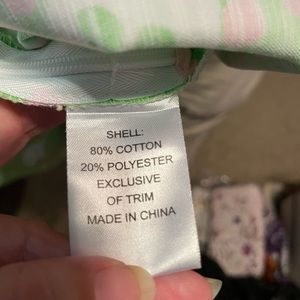 SHELL:
80% COTTON
20% POLYESTER
EXCLUSIVE
OF TRIM
MADE IN CHINA